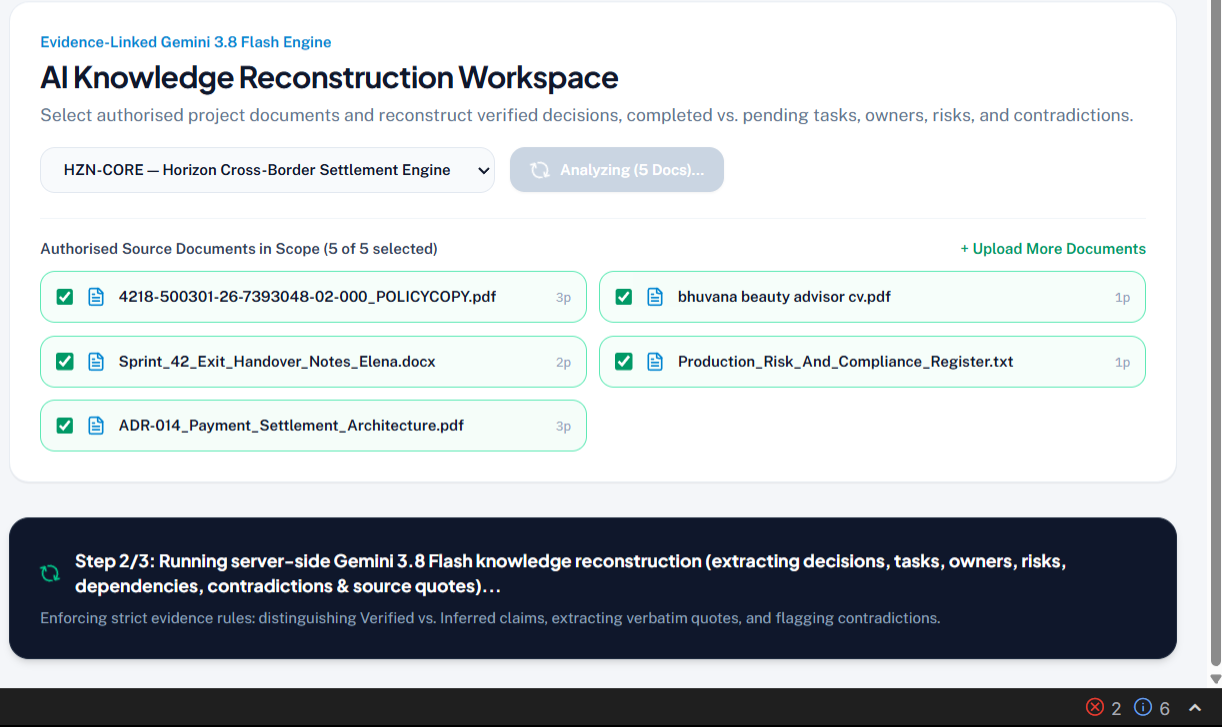 Evidence-Linked Gemini 3.8 Flash Engine
AI Knowledge Reconstruction Workspace
Select authorised project documents and reconstruct verified decisions, completed vs. pending tasks, owners, risks, and contradictions.
HZN-CORE — Horizon Cross-Border Settlement Engine
Analyzing (5 Docs)...
Authorised Source Documents in Scope (5 of 5 selected)
+ Upload More Documents
4218-500301-26-7393048-02-000_POLICYCOPY.pdf 3p
bhuvana beauty advisor cv.pdf 1p
Sprint_42_Exit_Handover_Notes_Elena.docx 2p
Production_Risk_And_Compliance_Register.txt 1p
ADR-014_Payment_Settlement_Architecture.pdf 3p
Step 2/3: Running server-side Gemini 3.8 Flash knowledge reconstruction (extracting decisions, tasks, owners, risks,
dependencies, contradictions & source quotes)...
Enforcing strict evidence rules: distinguishing Verified vs. Inferred claims, extracting verbatim quotes, and flagging contradictions.
2 6